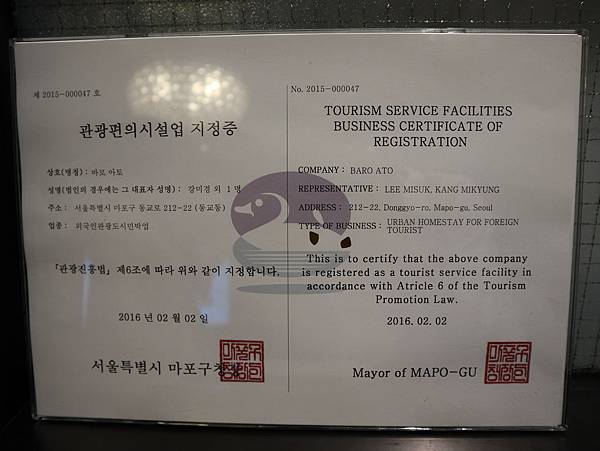 제 2015-000047 호
관광편의시설업 지정증
상호(명칭) : 바로 아토
성명(법인의 경우에는 그 대표자 성명) : 강미경 외 1 명
주소 : 서울특별시 마포구 동교로 212-22 (동교동)
업종 : 외국인관광도시민박업
「관광진흥법」 제6조에 따라 위와 같이 지정합니다.
2016 년 02 월 02 일
서울특별시 마포구청장
No. 2015-000047
TOURISM SERVICE FACILITIES
BUSINESS CERTIFICATE OF
REGISTRATION
COMPANY : BARO ATO
REPRESENTATIVE : LEE MISUK, KANG MIKYUNG
ADDRESS : 212-22, Donggyo-ro, Mapo-gu, Seoul
TYPE OF BUSINESS : URBAN HOMESTAY FOR FOREIGN
TOURIST
This is to certify that the above company
is registered as a tourist service facility in
accordance with Atricle 6 of the Tourism
Promotion Law.
2016. 02. 02
Mayor of MAPO-GU